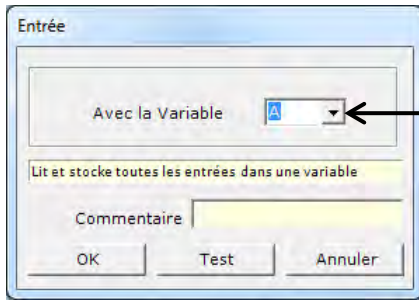 Entrée
Avec la Variable A
Lit et stocke toutes les entrées dans une variable
Commentaire
OK Test Annuler